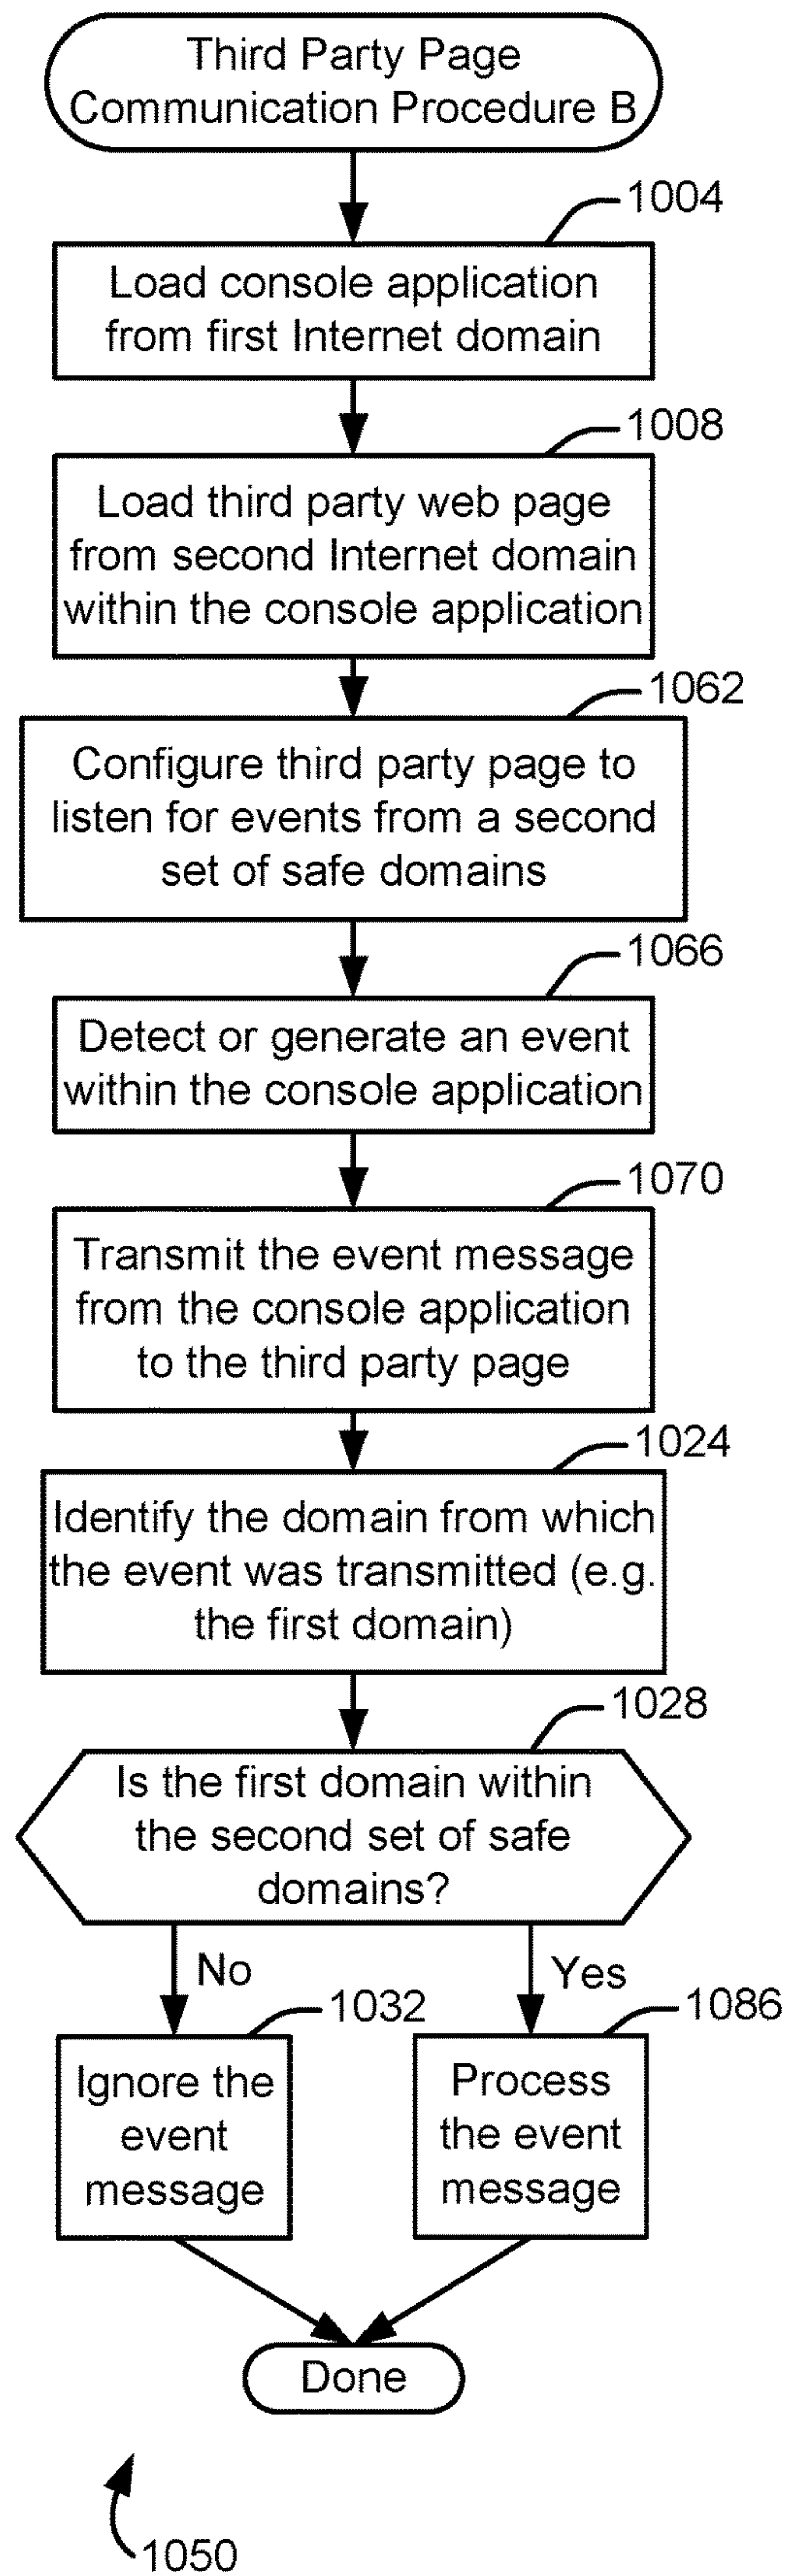 Third Party Page
Communication Procedure B
1004
Load console application
from first Internet domain
1008
Load third party web page
from second Internet domain
within the console application
1062
Configure third party page to
listen for events from a second
set of safe domains
1066
Detect or generate an event
within the console application
1070
Transmit the event message
from the console application
to the third party page
1024
Identify the domain from which
the event was transmitted (e.g.
the first domain)
1028
Is the first domain within
the second set of safe
domains?
No
Yes
1032
Ignore the
event
message
1086
Process
the event
message
Done
1050